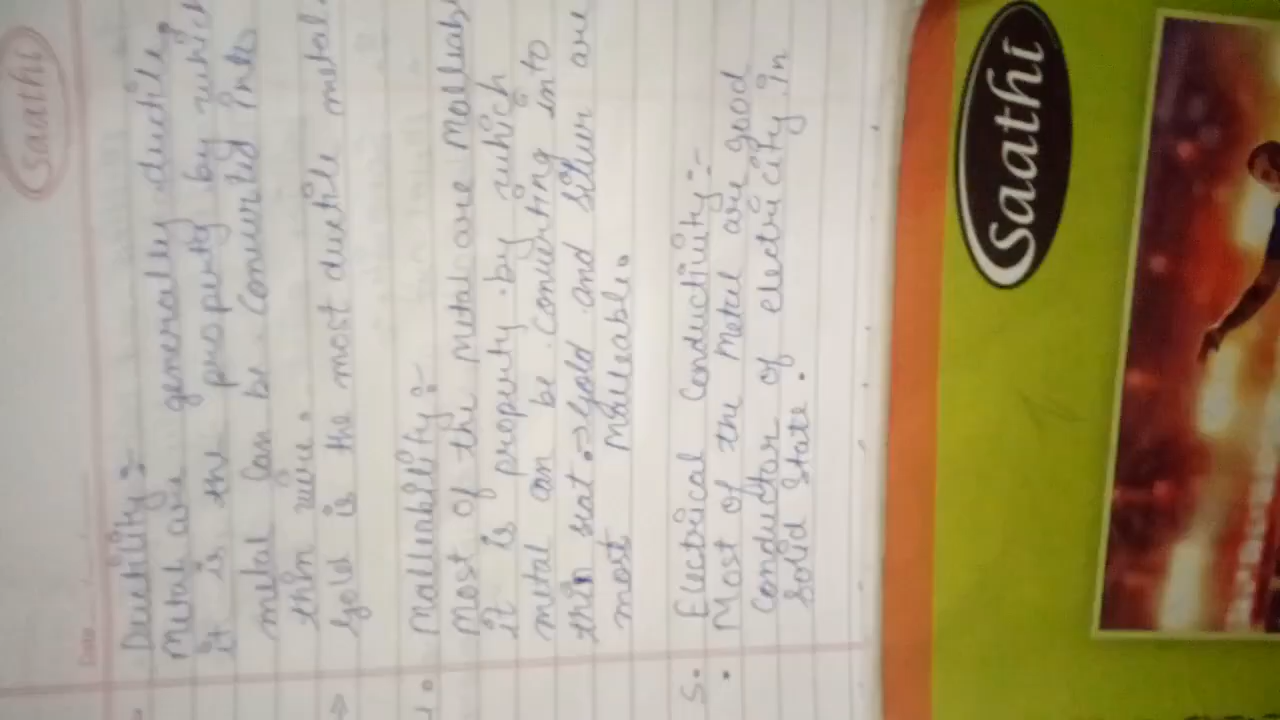 Saathi
Date
Ductility :-
Metal are generally ductile,
it is the property by which
metal can be Converted into
thin wire.
⇒ Gold is the most ductile metal.
Malleability :-
Most of the Metal are Malleable
it is property by which
metal can be Converting into
thin seat. → Gold and silver are
most Malleable.
5. Electrical Conductivity :-
• Most of the Metal are good
Conductor of electricity in
Solid State.
Saathi